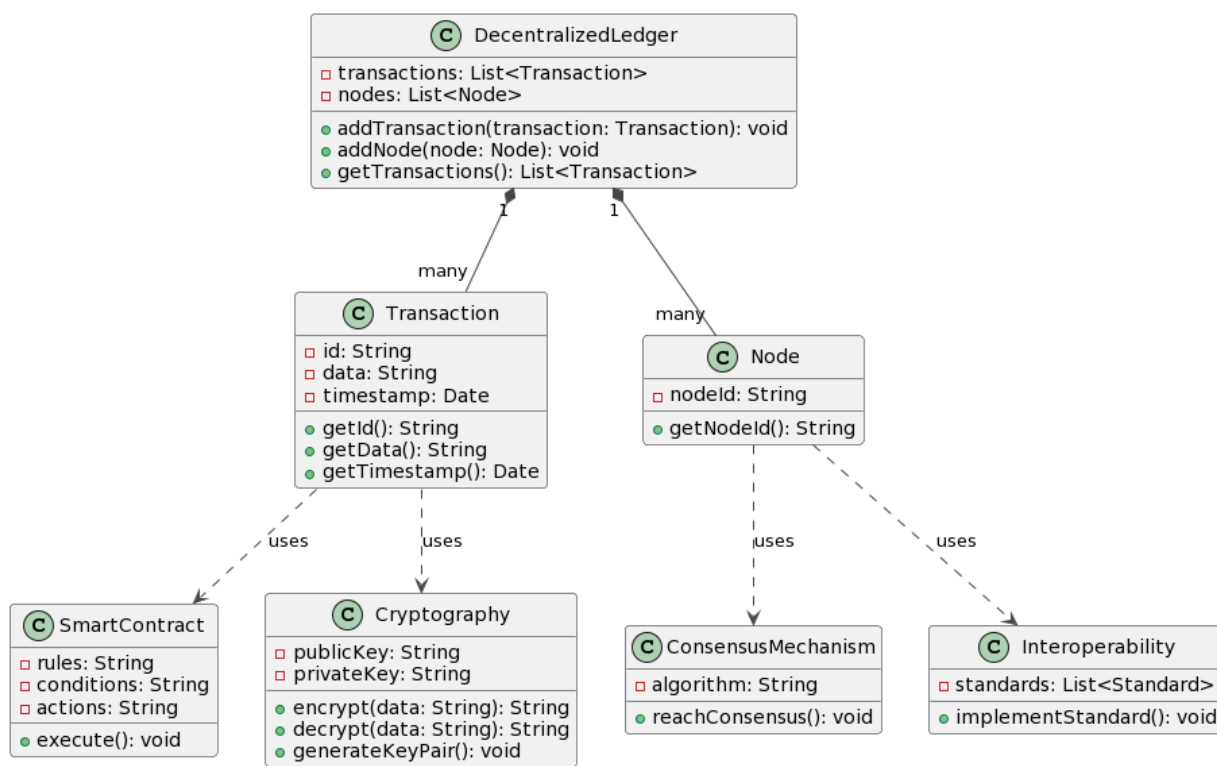 C DecentralizedLedger
transactions: List<Transaction>
nodes: List<Node>
addTransaction(transaction: Transaction): void
addNode(node: Node): void
getTransactions(): List<Transaction>
1
1
many
many
C Transaction
id: String
data: String
timestamp: Date
getId(): String
getData(): String
getTimestamp(): Date
C Node
nodeId: String
getNodeId(): String
uses
uses
uses
uses
C SmartContract
rules: String
conditions: String
actions: String
execute(): void
C Cryptography
publicKey: String
privateKey: String
encrypt(data: String): String
decrypt(data: String): String
generateKeyPair(): void
C ConsensusMechanism
algorithm: String
reachConsensus(): void
C Interoperability
standards: List<Standard>
implementStandard(): void